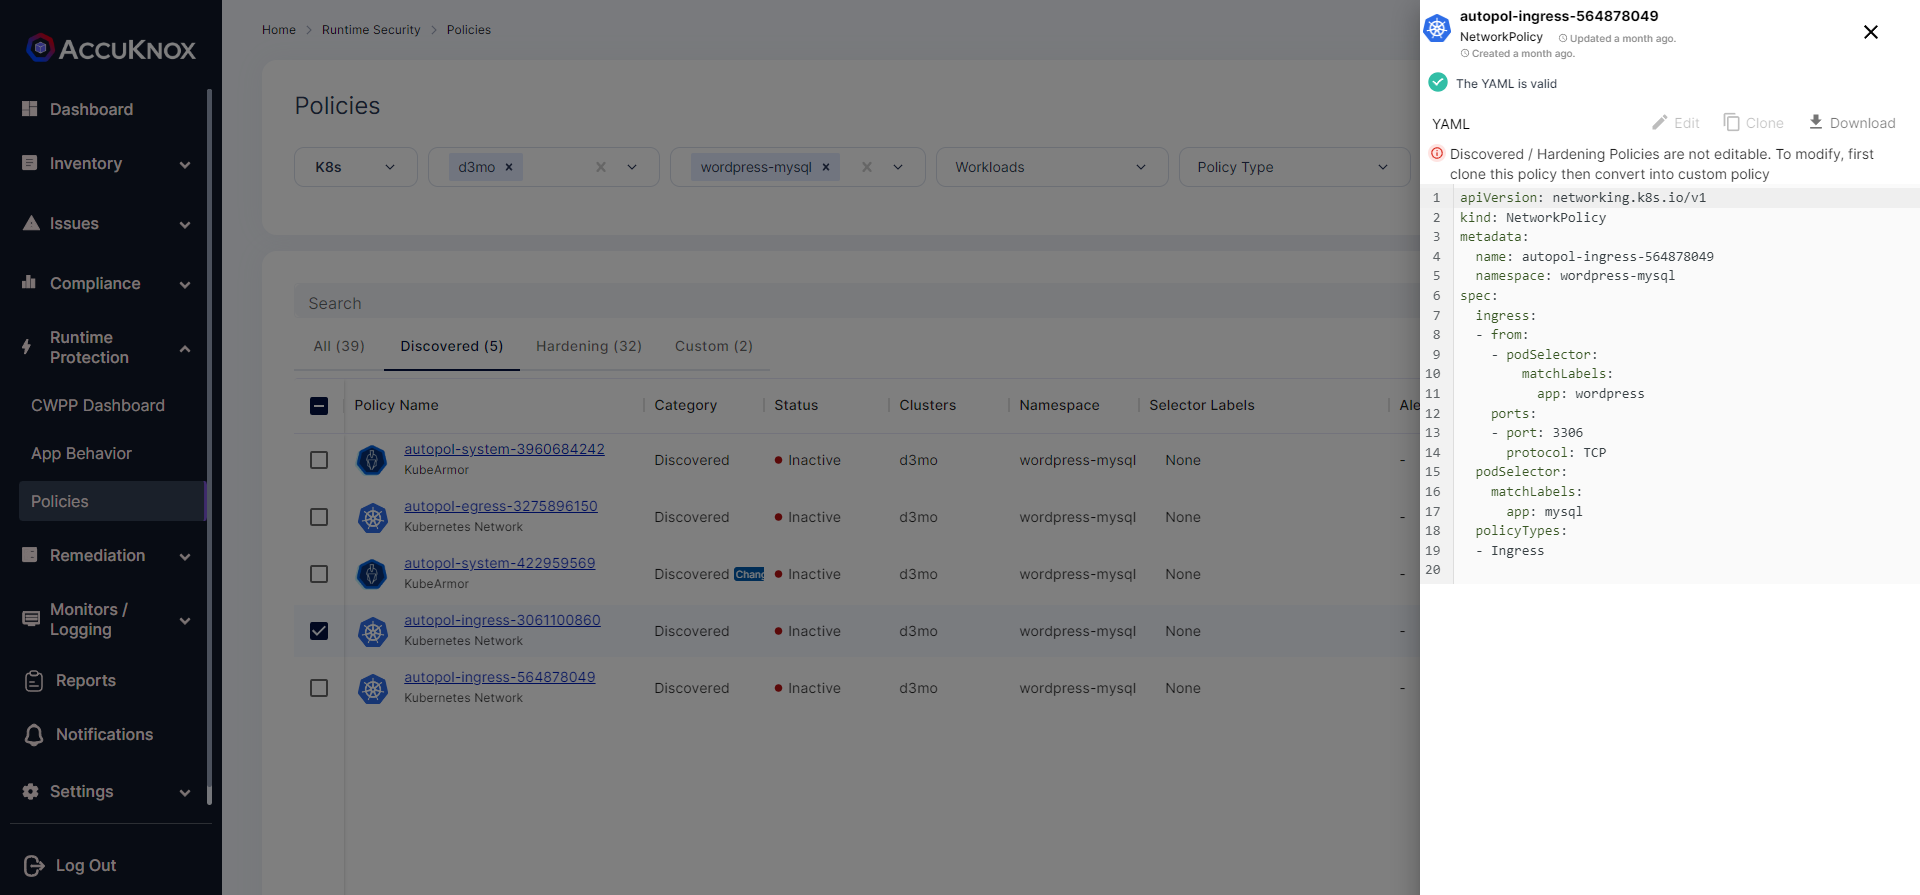 AccuKnox
Dashboard
Inventory
Issues
Compliance
Runtime
Protection
CWPP Dashboard
App Behavior
Policies
Remediation
Monitors /
Logging
Reports
Notifications
Settings
Log Out
Home > Runtime Security > Policies
Policies
K8s
d3mo ×
wordpress-mysql ×
Workloads
Policy Type
Search
All (39)
Discovered (5)
Hardening (32)
Custom (2)
Policy Name Category Status Clusters Namespace Selector Labels Ale
autopol-system-3960684242
KubeArmor
Discovered Inactive d3mo wordpress-mysql None -
autopol-egress-3275896150
Kubernetes Network
Discovered Inactive d3mo wordpress-mysql None -
autopol-system-422959569
KubeArmor
Discovered Chang Inactive d3mo wordpress-mysql None -
autopol-ingress-3061100860
Kubernetes Network
Discovered Inactive d3mo wordpress-mysql None -
autopol-ingress-564878049
Kubernetes Network
Discovered Inactive d3mo wordpress-mysql None -
autopol-ingress-564878049
NetworkPolicy Updated a month ago.
Created a month ago.
The YAML is valid
YAML Edit Clone Download
Discovered / Hardening Policies are not editable. To modify, first
clone this policy then convert into custom policy
1 apiVersion: networking.k8s.io/v1
2 kind: NetworkPolicy
3 metadata:
4 name: autopol-ingress-564878049
5 namespace: wordpress-mysql
6 spec:
7 ingress:
8 - from:
9 - podSelector:
10 matchLabels:
11 app: wordpress
12 ports:
13 - port: 3306
14 protocol: TCP
15 podSelector:
16 matchLabels:
17 app: mysql
18 policyTypes:
19 - Ingress
20